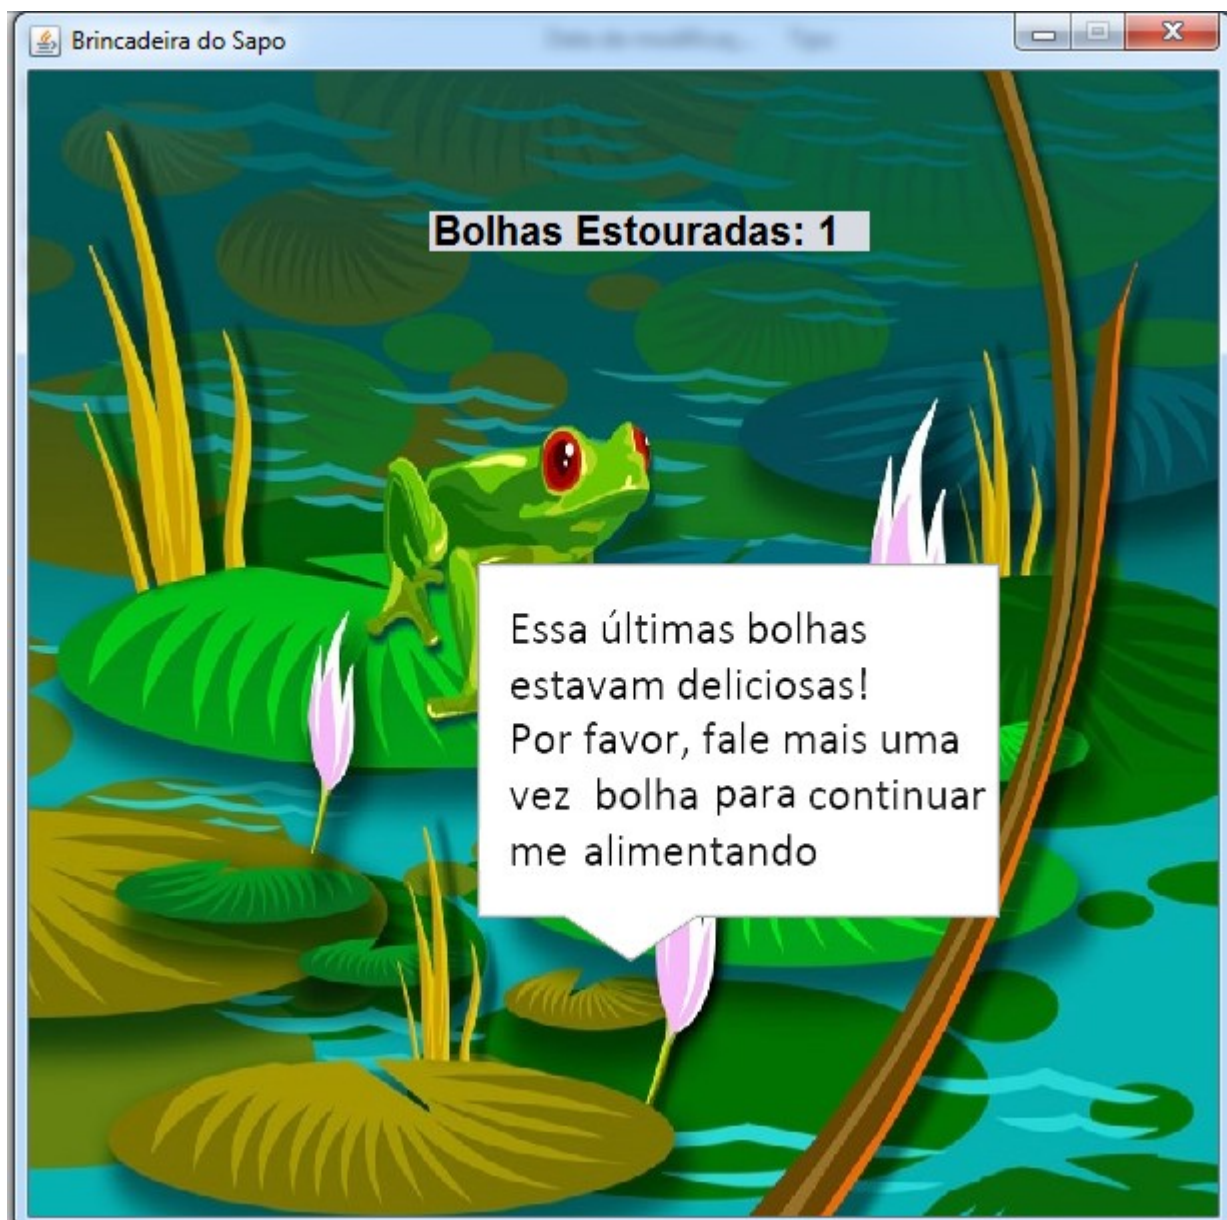 Brincadeira do Sapo
Bolhas Estouradas: 1
Essa últimas bolhas
estavam deliciosas!
Por favor, fale mais uma
vez bolha para continuar
me alimentando